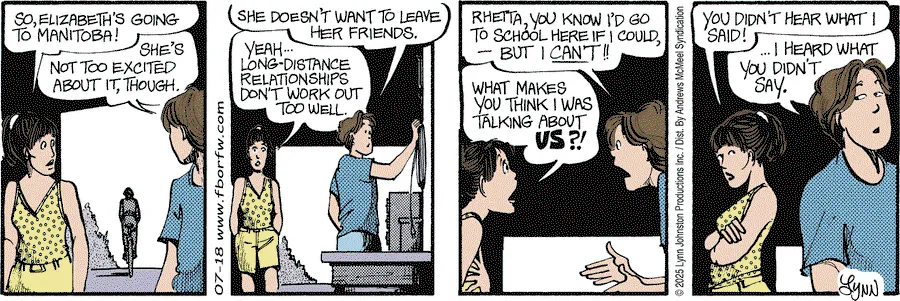 SO, ELIZABETH'S GOING
TO MANITOBA!
SHE'S
NOT TOO EXCITED
ABOUT IT, THOUGH.
07-18 www.fborfw.com
SHE DOESN'T WANT TO LEAVE
HER FRIENDS.
YEAH...
LONG-DISTANCE
RELATIONSHIPS
DON'T WORK OUT
TOO WELL.
RHETTA, YOU KNOW I'D GO
TO SCHOOL HERE IF I COULD,
– BUT I CAN'T!!
WHAT MAKES
YOU THINK I WAS
TALKING ABOUT
US?!
© 2025 Lynn Johnston Productions Inc. / Dist. By Andrews McMeel Syndication
YOU DIDN'T HEAR WHAT I
SAID!
...I HEARD WHAT
YOU DIDN'T
SAY.
LYNN